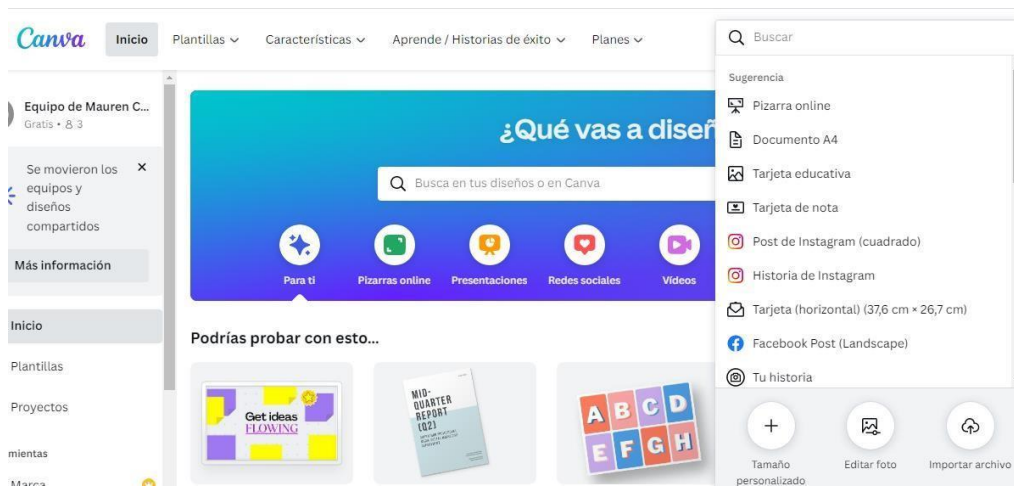 Canva
Inicio
Plantillas
Características
Aprende / Historias de éxito
Planes
Equipo de Mauren C...
Gratis • 3
Se movieron los
equipos y
diseños
compartidos
Más información
Inicio
Plantillas
Proyectos
mientas
Marca
¿Qué vas a diseñ
Busca en tus diseños o en Canva
Para ti
Pizarras online
Presentaciones
Redes sociales
Vídeos
Podrías probar con esto...
Get ideas
FLOWING
MID-
QUARTER
REPORT
(Q2)
A B C D
E F G H
Buscar
Sugerencia
Pizarra online
Documento A4
Tarjeta educativa
Tarjeta de nota
Post de Instagram (cuadrado)
Historia de Instagram
Tarjeta (horizontal) (37,6 cm × 26,7 cm)
Facebook Post (Landscape)
Tu historia
Tamaño
personalizado
Editar foto
Importar archivo